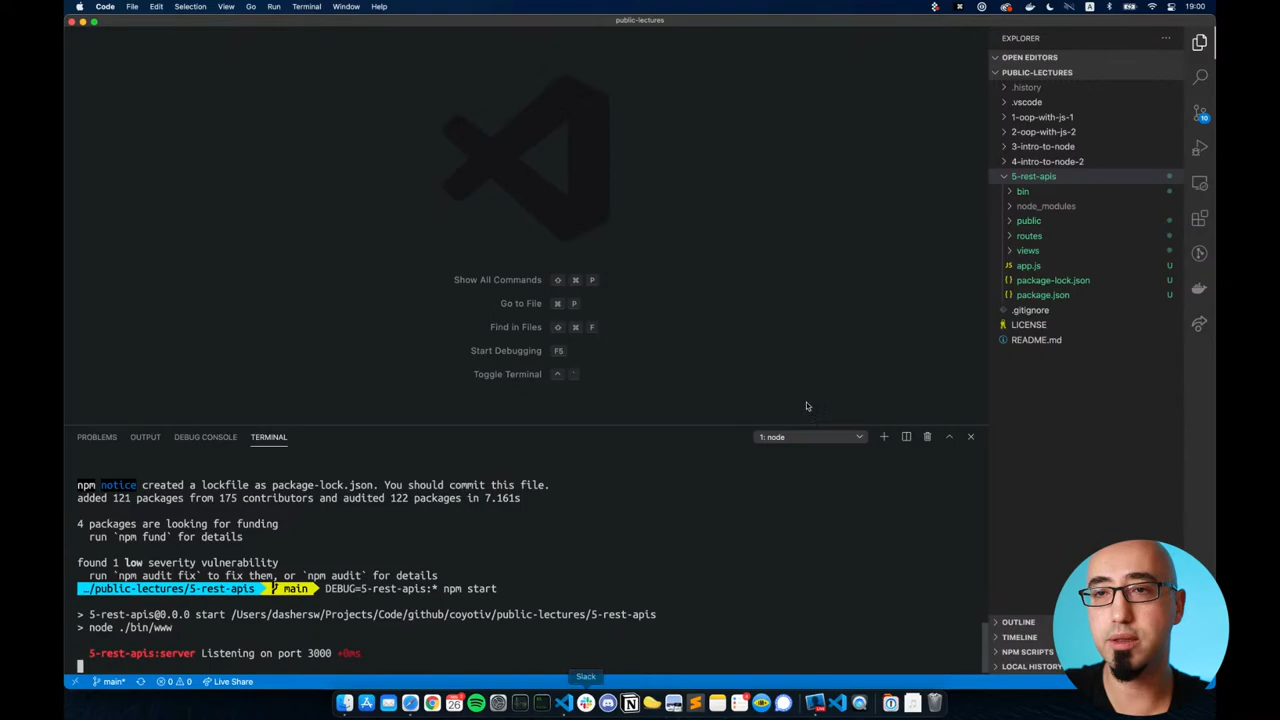 Code File Edit Selection View Go Run Terminal Window Help
A
19:00
public-lectures
EXPLORER
OPEN EDITORS
PUBLIC-LECTURES
.history
.vscode
1-oop-with-js-1
2-oop-with-js-2
3-intro-to-node
4-intro-to-node-2
5-rest-apis
bin
node_modules
public
routes
views
JS app.js U
{} package-lock.json U
{} package.json U
.gitignore
LICENSE
README.md
10
Show All Commands ⇧ ⌘ P
Go to File ⌘ P
Find in Files ⇧ ⌘ F
Start Debugging F5
Toggle Terminal ^ `
PROBLEMS OUTPUT DEBUG CONSOLE TERMINAL
1: node
npm notice created a lockfile as package-lock.json. You should commit this file.
added 121 packages from 175 contributors and audited 122 packages in 7.161s
4 packages are looking for funding
run `npm fund` for details
found 1 low severity vulnerability
run `npm audit fix` to fix them, or `npm audit` for details
…/public-lectures/5-rest-apis main DEBUG=5-rest-apis:* npm start
> 5-rest-apis@0.0.0 start /Users/dashersw/Projects/Code/github/coyotiv/public-lectures/5-rest-apis
> node ./bin/www
5-rest-apis:server Listening on port 3000 +0ms
OUTLINE
TIMELINE
NPM SCRIPTS
LOCAL HISTORY
Slack
main* 0 0 Live Share
26